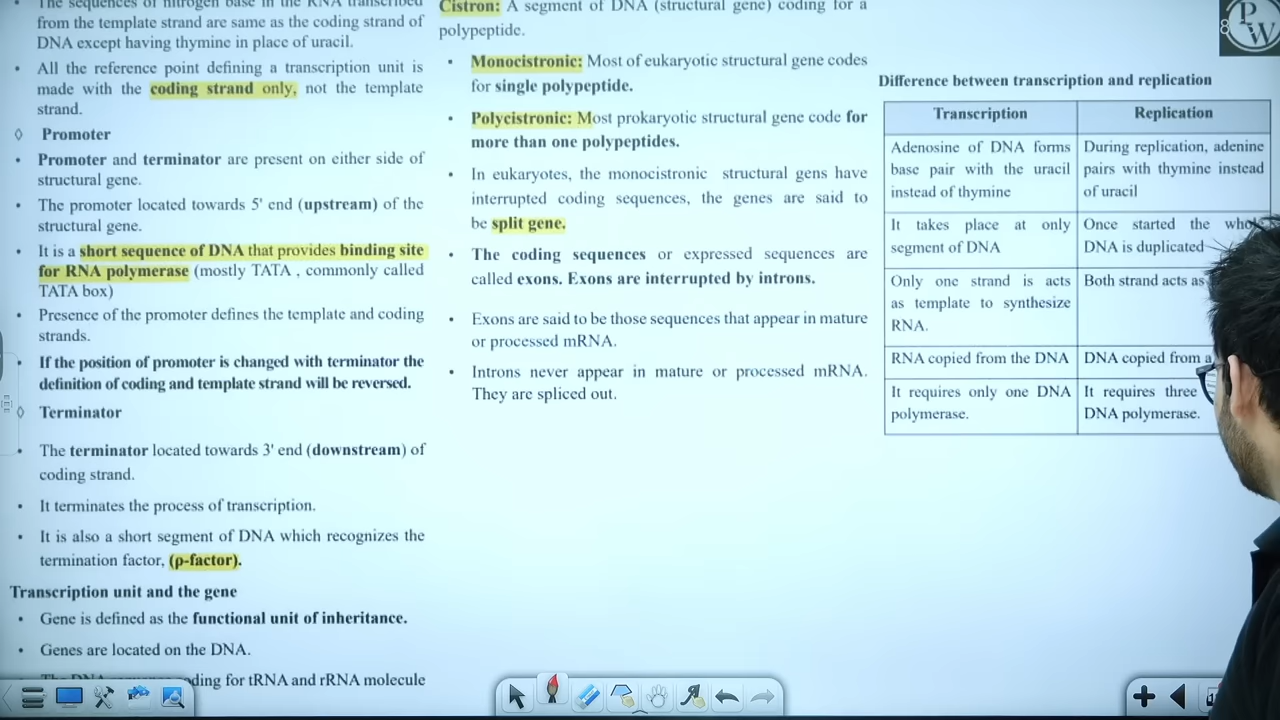 The sequences of nitrogen base in the RNA transcribed
from the template strand are same as the coding strand of
DNA except having thymine in place of uracil.
• All the reference point defining a transcription unit is
made with the coding strand only, not the template
strand.
◊ Promoter
• Promoter and terminator are present on either side of
structural gene.
• The promoter located towards 5' end (upstream) of the
structural gene.
• It is a short sequence of DNA that provides binding site
for RNA polymerase (mostly TATA , commonly called
TATA box)
• Presence of the promoter defines the template and coding
strands.
• If the position of promoter is changed with terminator the
definition of coding and template strand will be reversed.
◊ Terminator
• The terminator located towards 3' end (downstream) of
coding strand.
• It terminates the process of transcription.
• It is also a short segment of DNA which recognizes the
termination factor, (ρ-factor).
Transcription unit and the gene
• Gene is defined as the functional unit of inheritance.
• Genes are located on the DNA.
The DNA coding for tRNA and rRNA molecule
Cistron: A segment of DNA (structural gene) coding for a
polypeptide.
• Monocistronic: Most of eukaryotic structural gene codes
for single polypeptide.
• Polycistronic: Most prokaryotic structural gene code for
more than one polypeptides.
• In eukaryotes, the monocistronic structural gens have
interrupted coding sequences, the genes are said to
be split gene.
• The coding sequences or expressed sequences are
called exons. Exons are interrupted by introns.
• Exons are said to be those sequences that appear in mature
or processed mRNA.
• Introns never appear in mature or processed mRNA.
They are spliced out.
8
PW
Difference between transcription and replication
Transcription Replication
Adenosine of DNA forms
base pair with the uracil
instead of thymine
During replication, adenine
pairs with thymine instead
of uracil
It takes place at only
segment of DNA
Once started the whole
DNA is duplicated
Only one strand is acts
as template to synthesize
RNA.
Both strand acts as
RNA copied from the DNA
DNA copied from a
It requires only one DNA
polymerase.
It requires three
DNA polymerase.